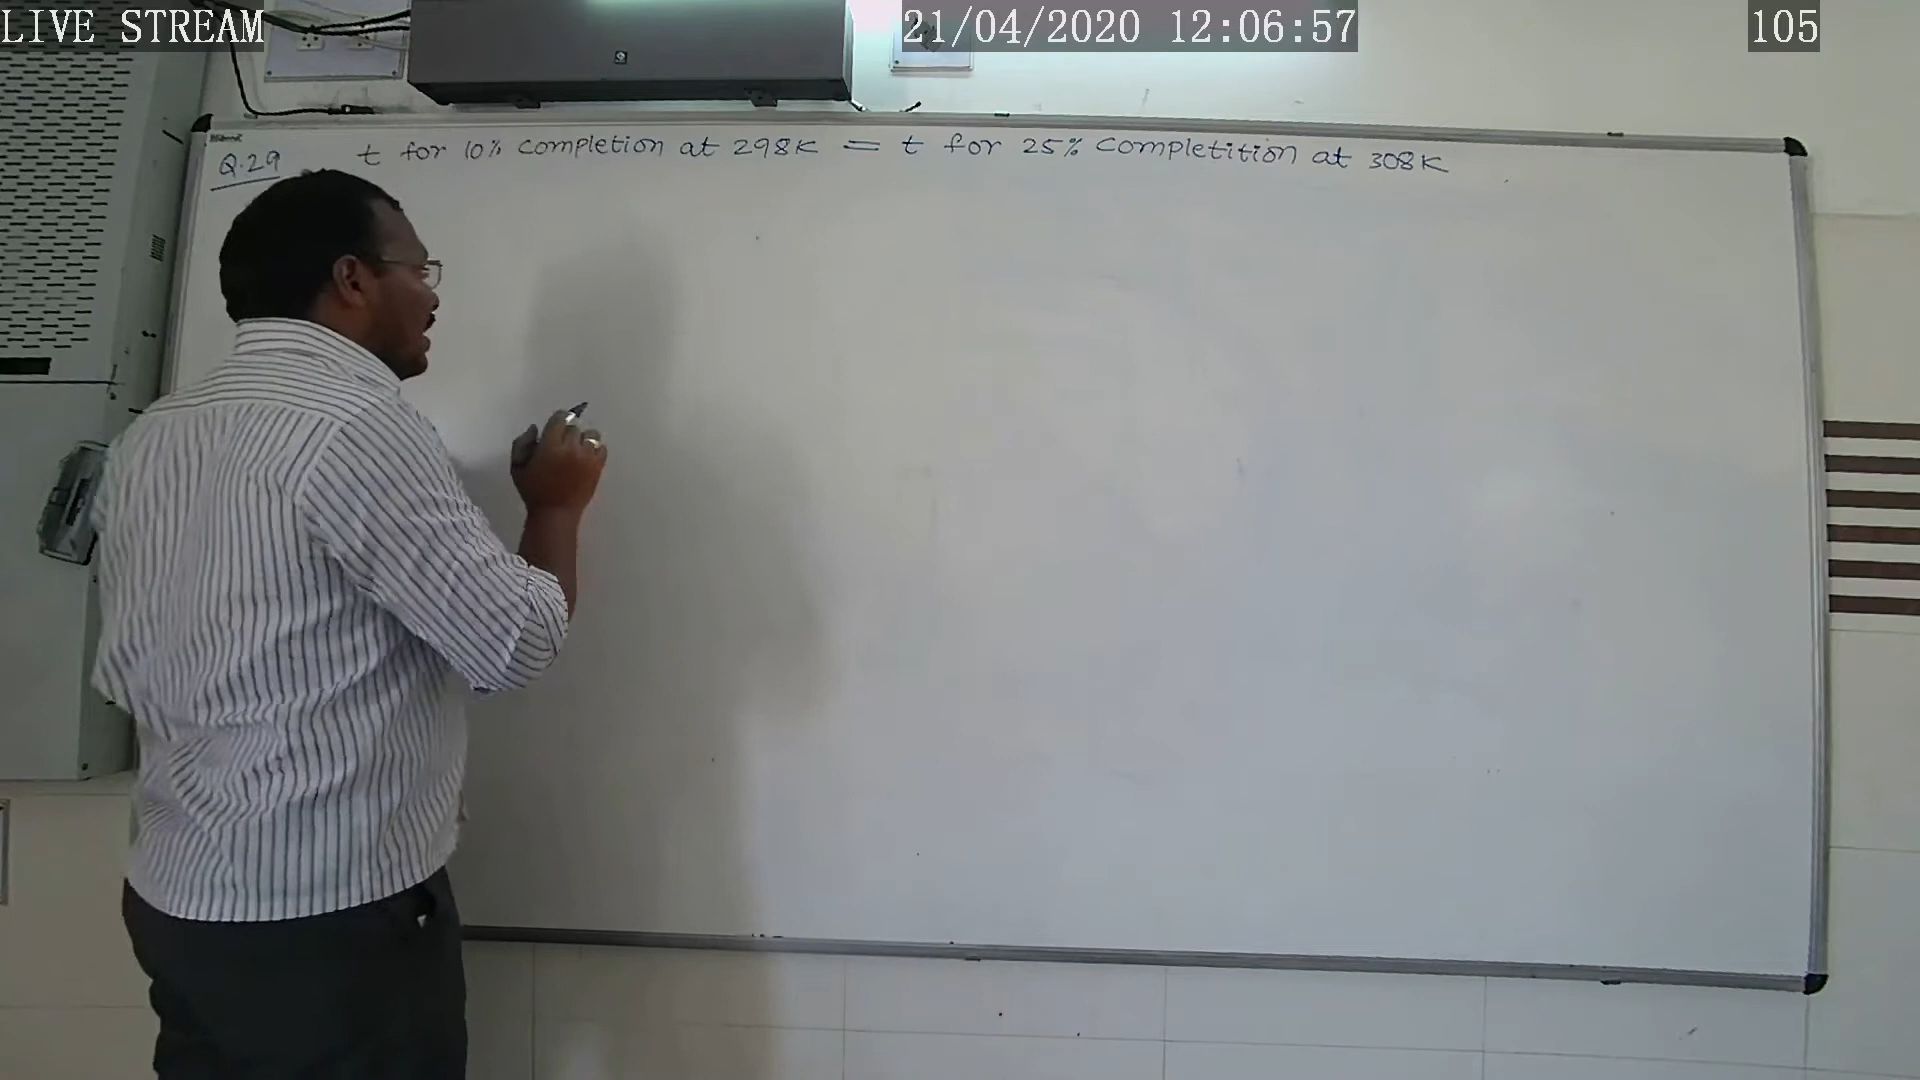 LIVE STREAM 21/04/2020 12:06:57 105
Q.29 t for 10% completion at 298K = t for 25% completition at 308K